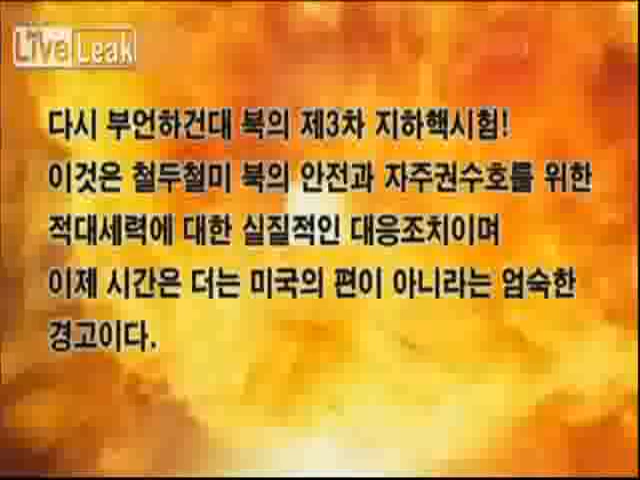 Live Leak
다시 부언하건대 북의 제3차 지하핵시험!
이것은 철두철미 북의 안전과 자주권수호를 위한
적대세력에 대한 실질적인 대응조치이며
이제 시간은 더는 미국의 편이 아니라는 엄숙한
경고이다.